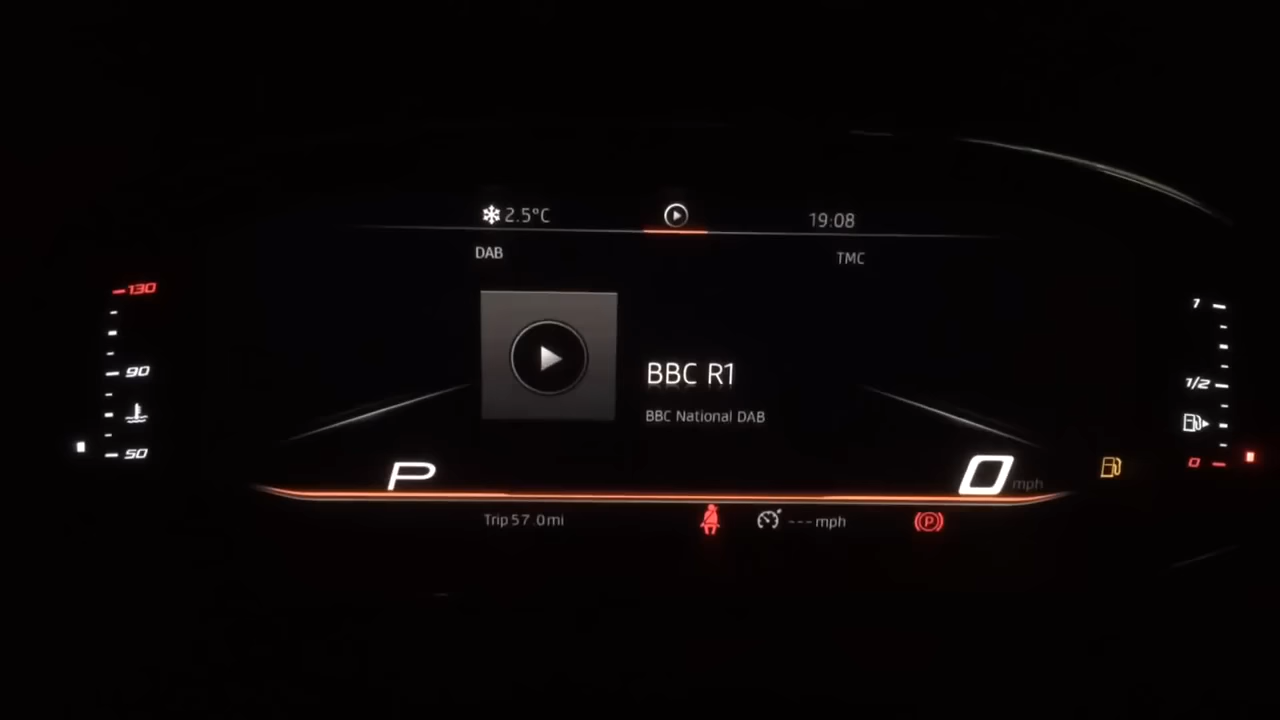 2.5°C
19:08
DAB
TMC
130
90
50
BBC R1
BBC National DAB
1
1/2
0
P
0 mph
Trip 57.0mi
---mph
(P)